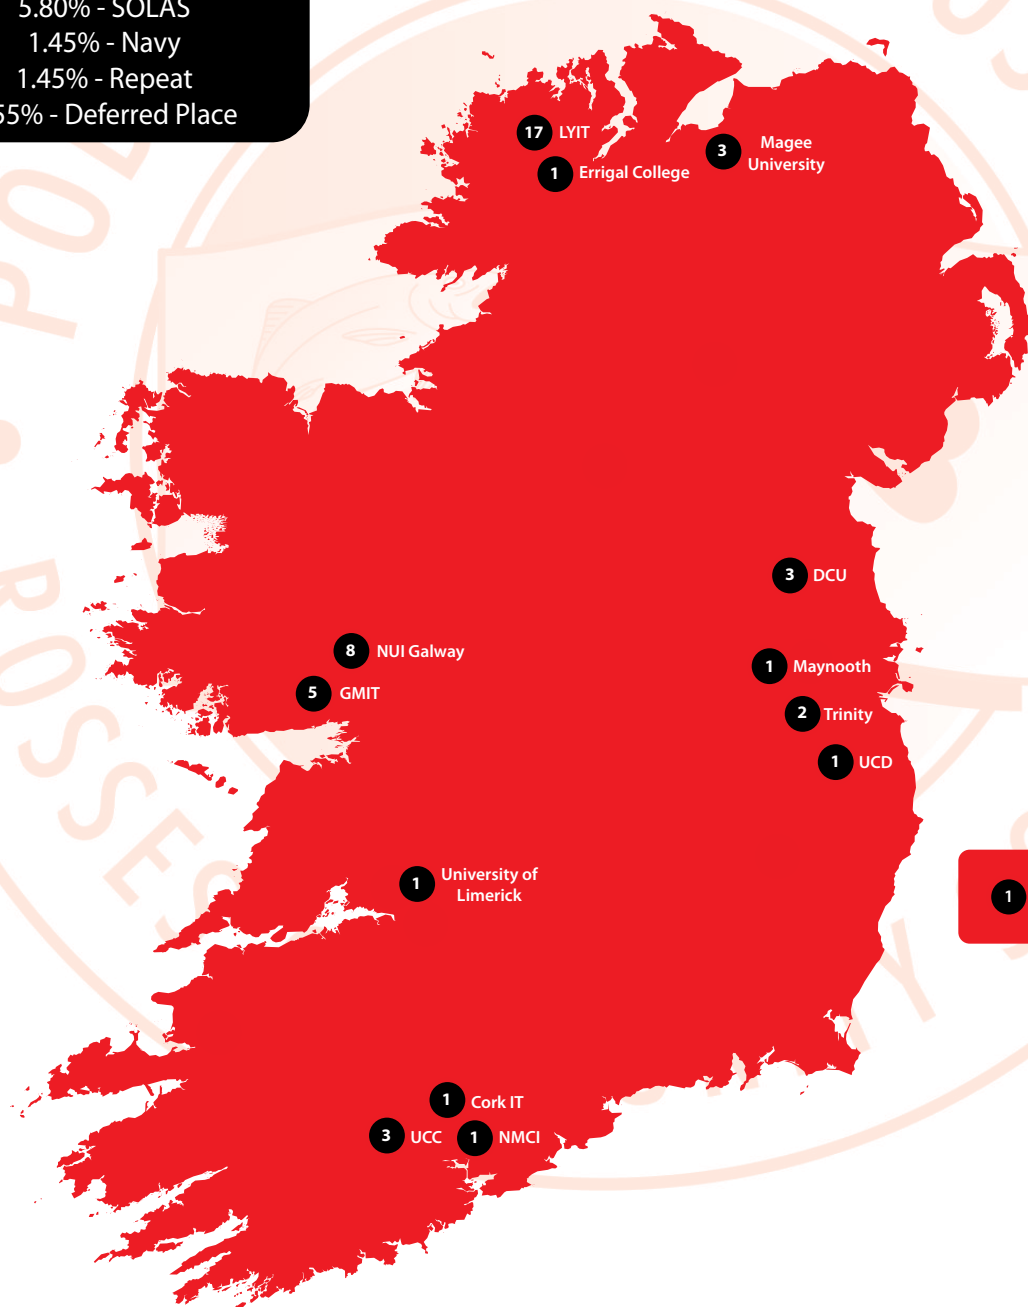 5.80% - SOLAS
1.45% - Navy
1.45% - Repeat
55% - Deferred Place
17 LYIT
1 Errigal College
3 Magee
University
3 DCU
8 NUI Galway
1 Maynooth
5 GMIT
2 Trinity
1 UCD
1 University of
Limerick
1
1 Cork IT
3 UCC
1 NMCI
ROSSES